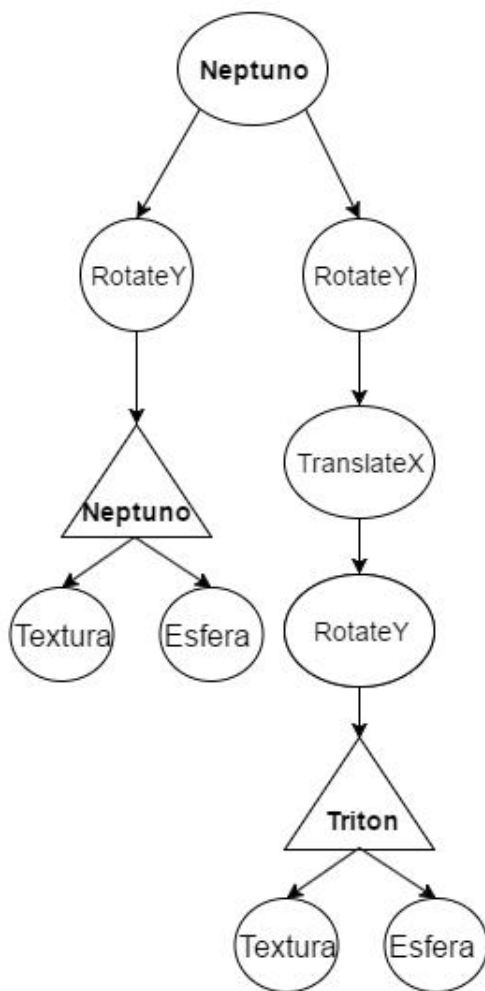 Neptuno
RotateY
RotateY
TranslateX
Neptuno
Textura
Esfera
RotateY
Triton
Textura
Esfera